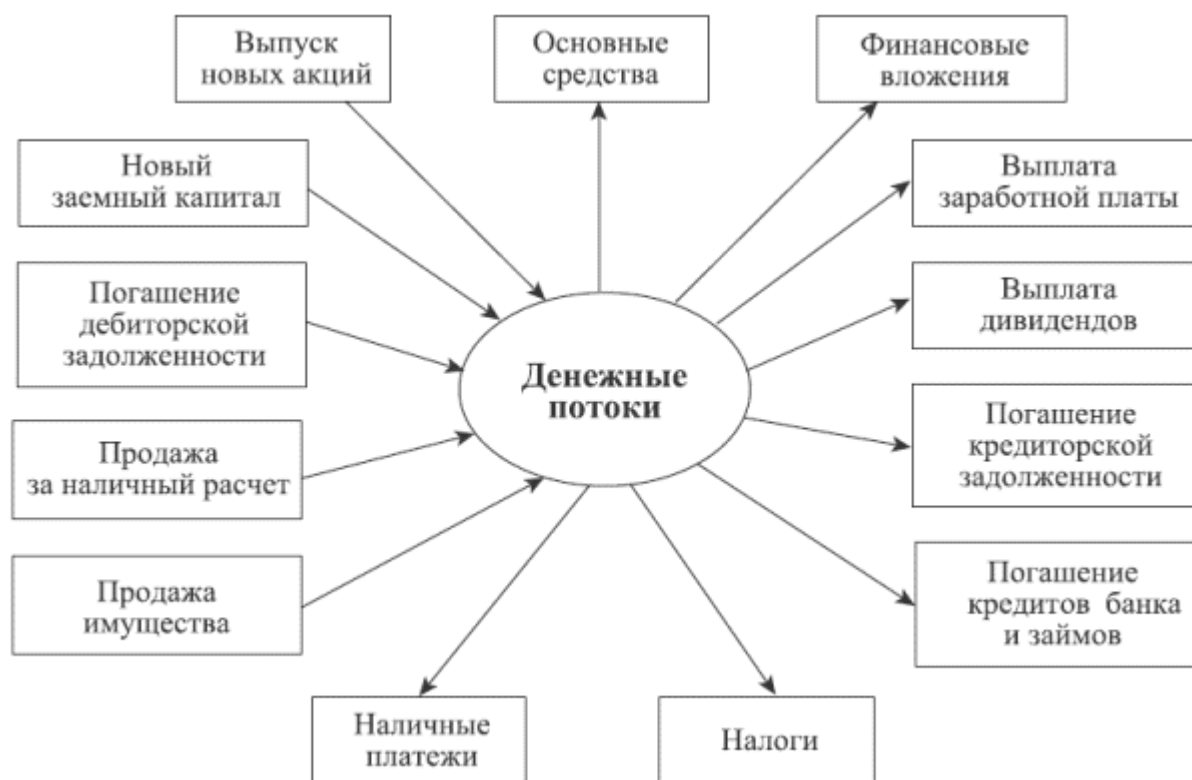 Выпуск
новых акций
Основные
средства
Финансовые
вложения
Новый
заемный капитал
Выплата
заработной платы
Погашение
дебиторской
задолженности
Выплата
дивидендов
Денежные
потоки
Продажа
за наличный расчет
Погашение
кредиторской
задолженности
Продажа
имущества
Погашение
кредитов банка
и займов
Наличные
платежи
Налоги